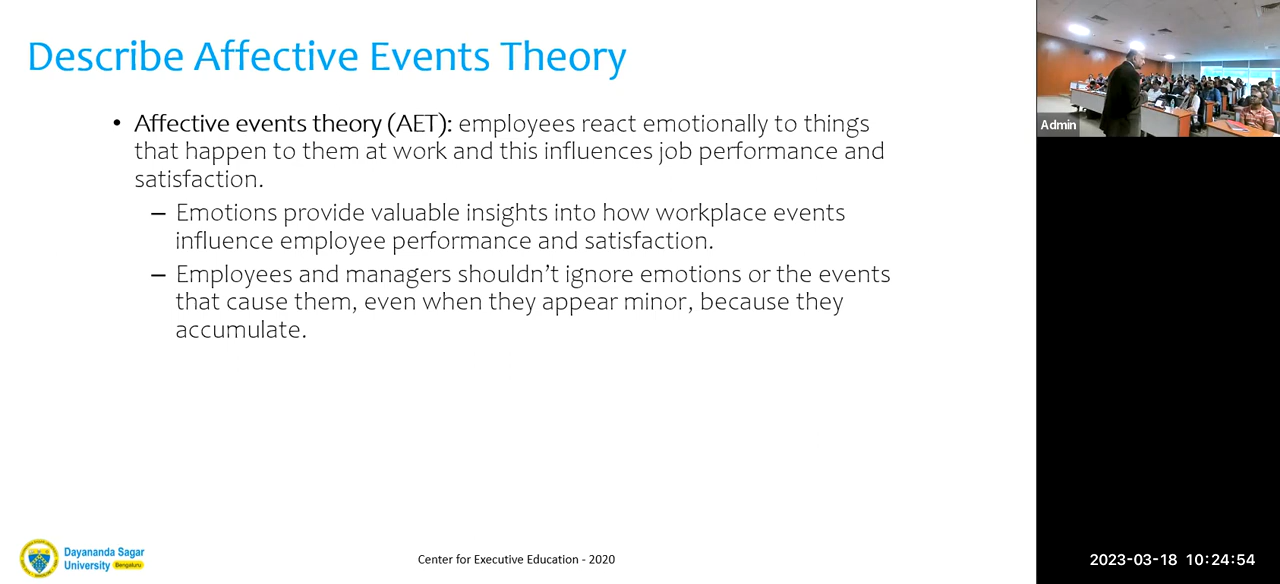 Describe Affective Events Theory
• Affective events theory (AET): employees react emotionally to things
that happen to them at work and this influences job performance and
satisfaction.
– Emotions provide valuable insights into how workplace events
influence employee performance and satisfaction.
– Employees and managers shouldn’t ignore emotions or the events
that cause them, even when they appear minor, because they
accumulate.
Admin
Dayananda Sagar
University Bengaluru
Center for Executive Education - 2020
2023-03-18 10:24:54